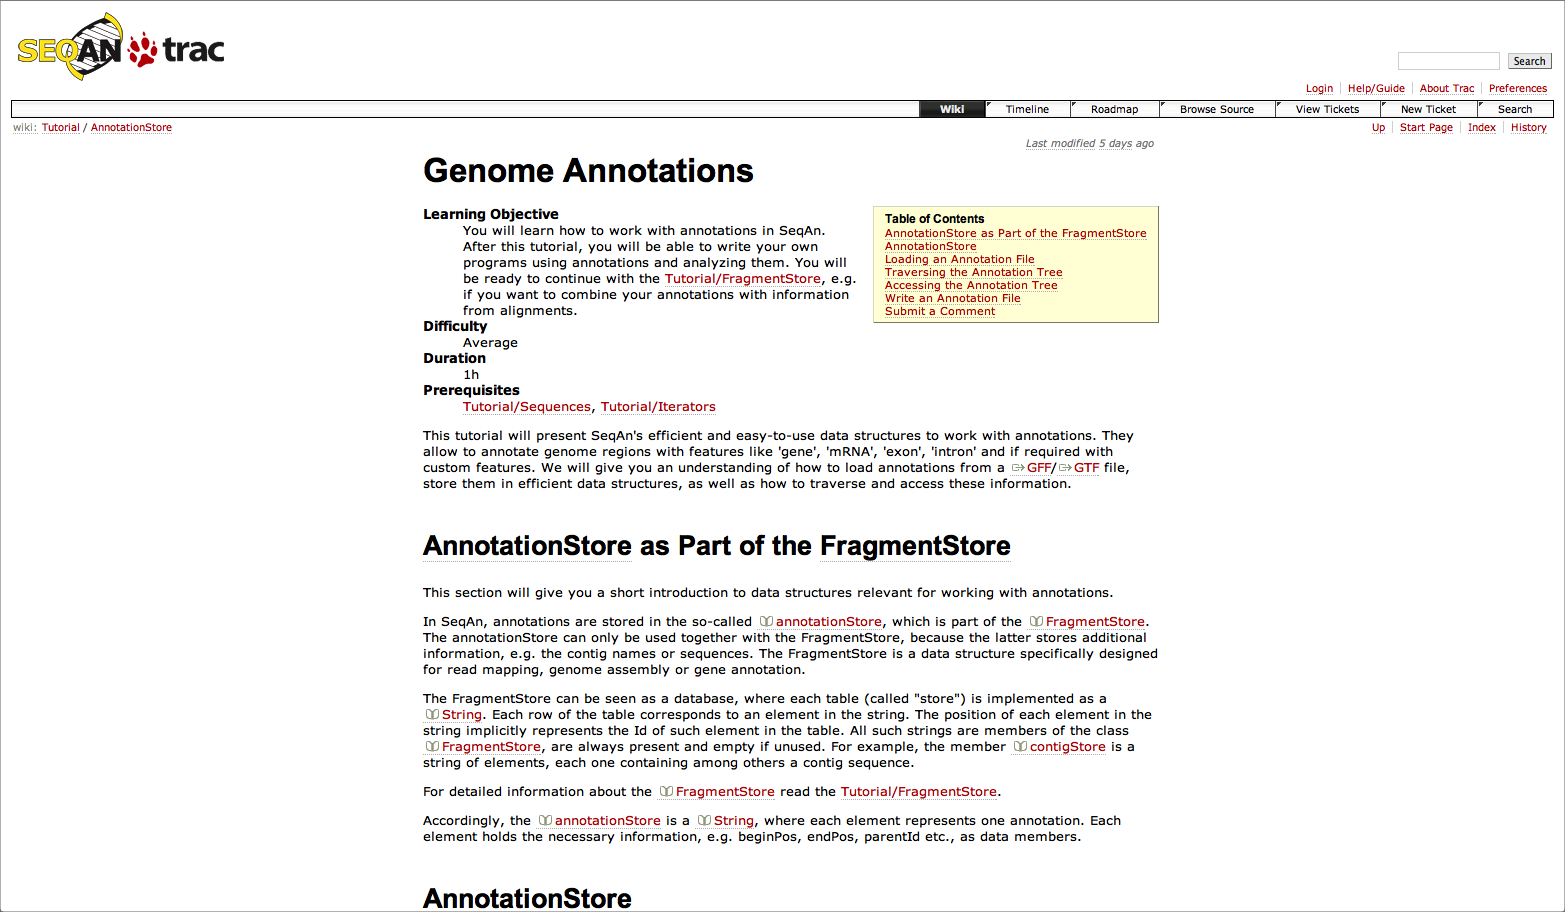 SEQAN trac
Search
Login Help/Guide About Trac Preferences
Wiki Timeline Roadmap Browse Source View Tickets New Ticket Search
wiki: Tutorial / AnnotationStore
Up Start Page Index History
Last modified 5 days ago
Genome Annotations
Learning Objective
You will learn how to work with annotations in SeqAn.
After this tutorial, you will be able to write your own
programs using annotations and analyzing them. You will
be ready to continue with the Tutorial/FragmentStore, e.g.
if you want to combine your annotations with information
from alignments.
Difficulty
Average
Duration
1h
Prerequisites
Tutorial/Sequences, Tutorial/Iterators
Table of Contents
AnnotationStore as Part of the FragmentStore
AnnotationStore
Loading an Annotation File
Traversing the Annotation Tree
Accessing the Annotation Tree
Write an Annotation File
Submit a Comment
This tutorial will present SeqAn's efficient and easy-to-use data structures to work with annotations. They
allow to annotate genome regions with features like 'gene', 'mRNA', 'exon', 'intron' and if required with
custom features. We will give you an understanding of how to load annotations from a GFF/GTF file,
store them in efficient data structures, as well as how to traverse and access these information.
AnnotationStore as Part of the FragmentStore
This section will give you a short introduction to data structures relevant for working with annotations.
In SeqAn, annotations are stored in the so-called annotationStore, which is part of the FragmentStore.
The annotationStore can only be used together with the FragmentStore, because the latter stores additional
information, e.g. the contig names or sequences. The FragmentStore is a data structure specifically designed
for read mapping, genome assembly or gene annotation.
The FragmentStore can be seen as a database, where each table (called "store") is implemented as a
String. Each row of the table corresponds to an element in the string. The position of each element in the
string implicitly represents the Id of such element in the table. All such strings are members of the class
FragmentStore, are always present and empty if unused. For example, the member contigStore is a
string of elements, each one containing among others a contig sequence.
For detailed information about the FragmentStore read the Tutorial/FragmentStore.
Accordingly, the annotationStore is a String, where each element represents one annotation. Each
element holds the necessary information, e.g. beginPos, endPos, parentId etc., as data members.
AnnotationStore